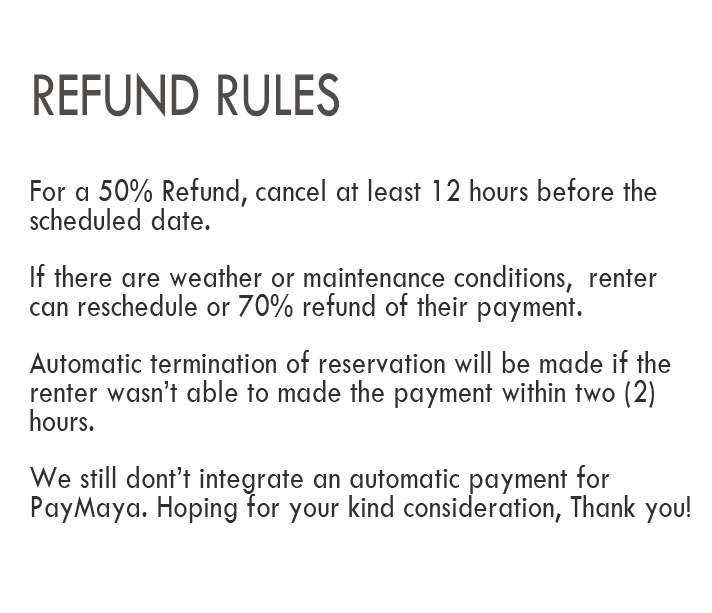 REFUND RULES
For a 50% Refund, cancel at least 12 hours before the
scheduled date.
If there are weather or maintenance conditions,  renter
can reschedule or 70% refund of their payment.
Automatic termination of reservation will be made if the
renter wasn't able to made the payment within two (2)
hours.
We still dont't integrate an automatic payment for
PayMaya. Hoping for your kind consideration, Thank you!